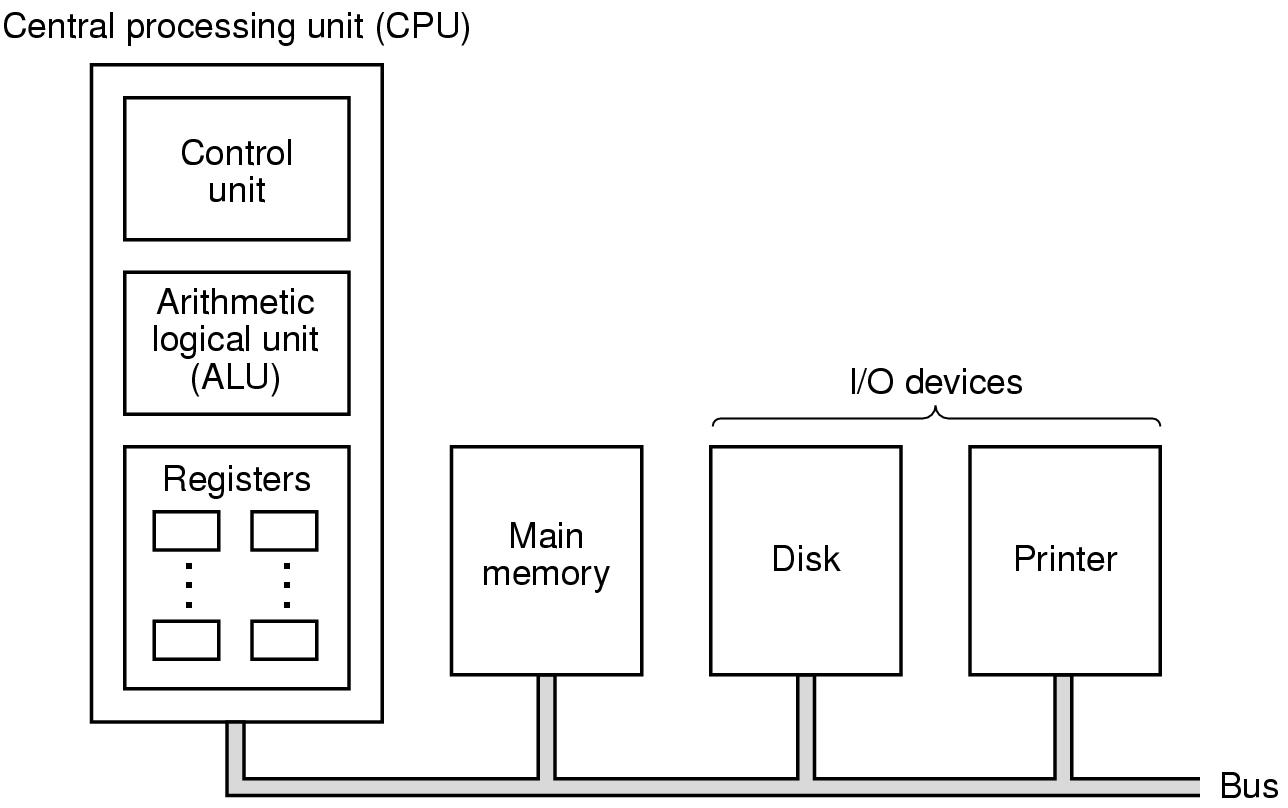 Central processing unit (CPU)
Control
unit
Arithmetic
logical unit
(ALU)
Registers
I/O devices
Main
memory
Disk
Printer
Bus